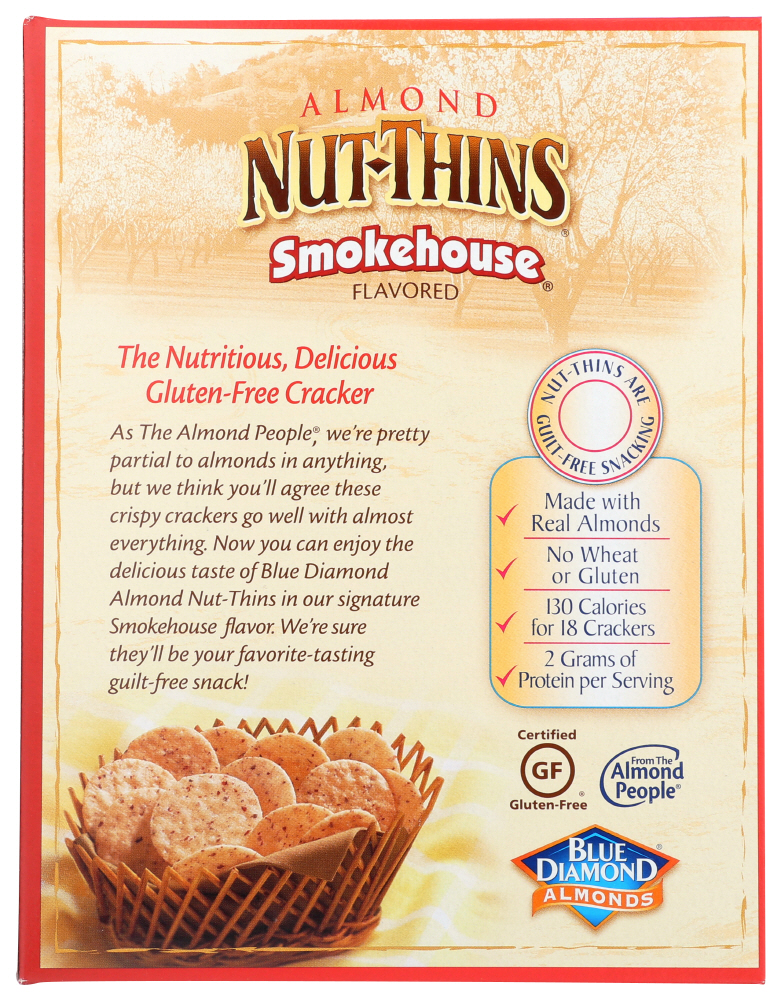 ALMOND
NUT-THINS
®
Smokehouse
®
FLAVORED
The Nutritious, Delicious
Gluten-Free Cracker
As The Almond People®, we're pretty
partial to almonds in anything,
but we think you'll agree these
crispy crackers go well with almost
everything. Now you can enjoy the
delicious taste of Blue Diamond
Almond Nut-Thins in our signature
Smokehouse flavor. We're sure
they'll be your favorite-tasting
guilt-free snack!
NUT-THINS ARE
GUILT-FREE SNACKING
Made with
Real Almonds
No Wheat
or Gluten
130 Calories
for 18 Crackers
2 Grams of
Protein per Serving
Certified
GF
®
Gluten-Free
From The
Almond
People®
BLUE
DIAMOND
®
ALMONDS